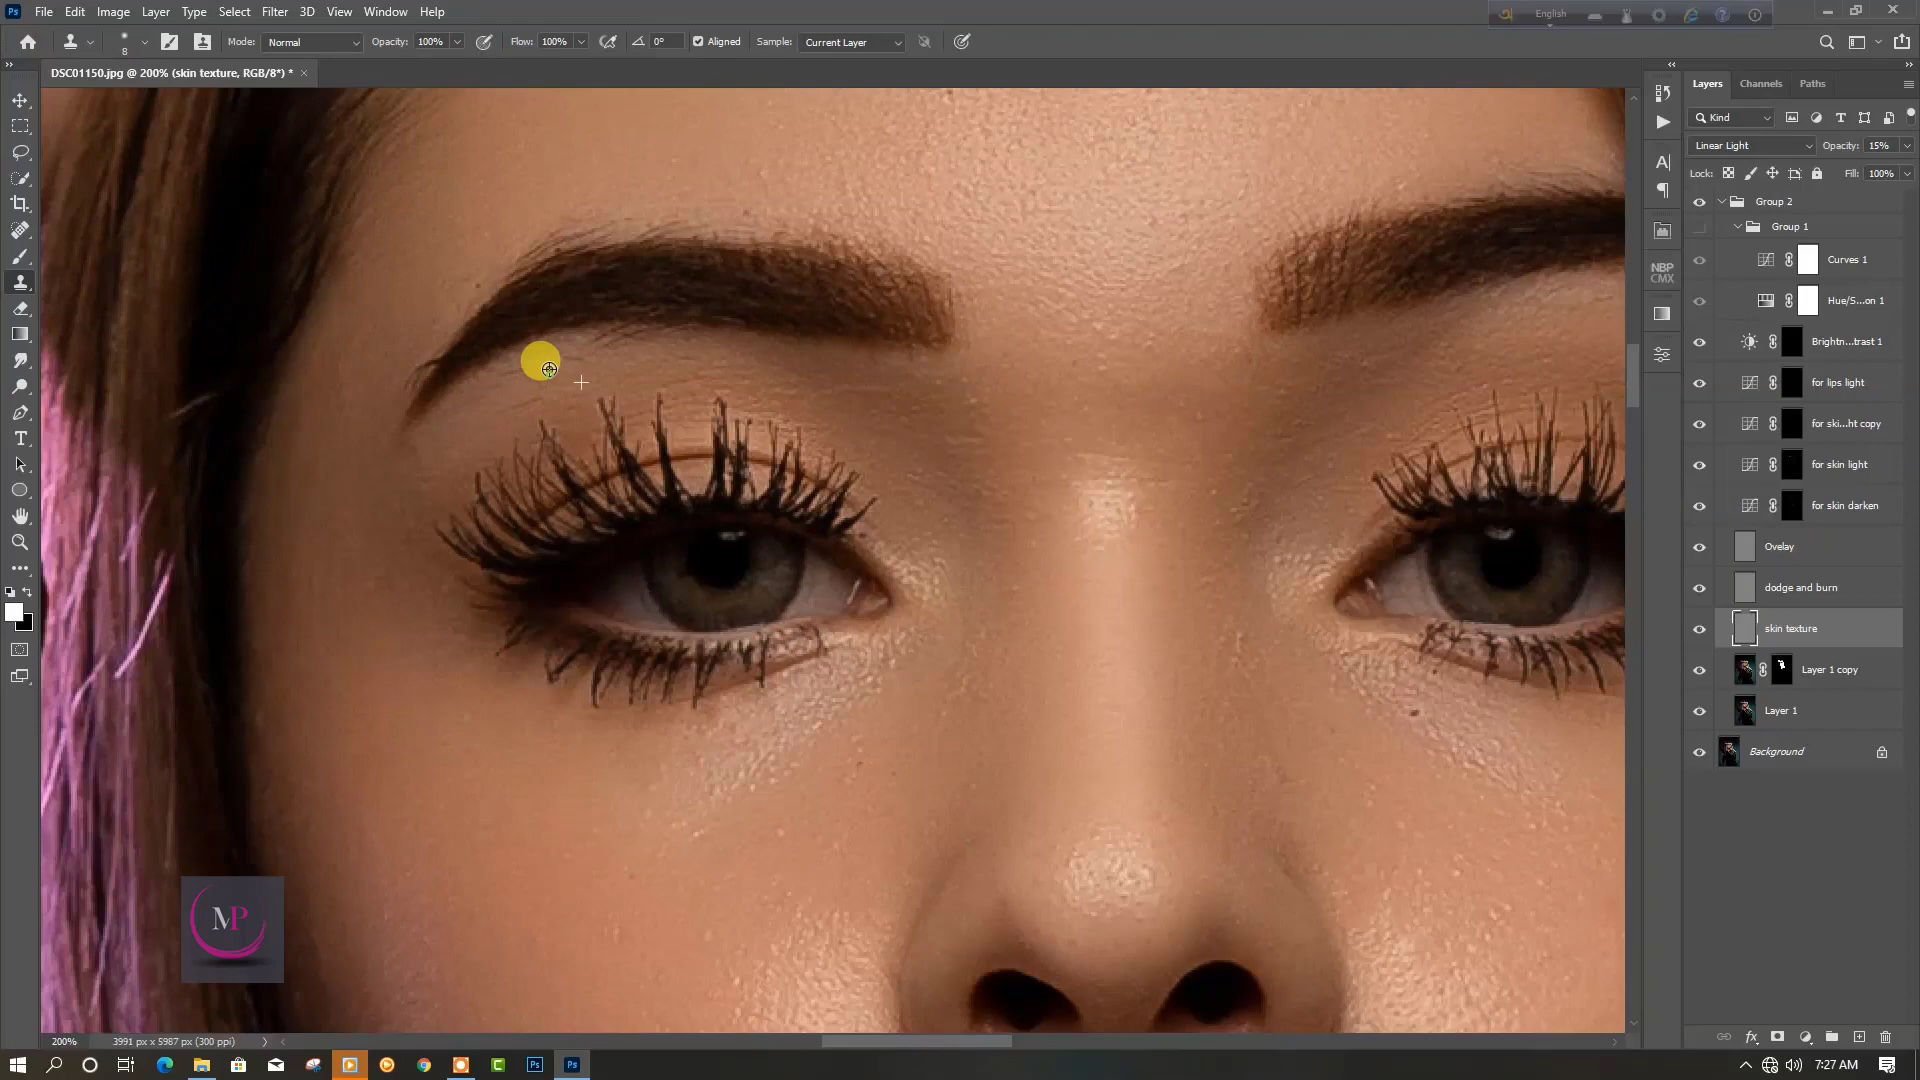 Ps File Edit Image Layer Type Select Filter 3D View Window Help
অ English
8 Mode: Normal Opacity: 100% Flow: 100% 0° Aligned Sample: Current Layer
DSC01150.jpg @ 200% (skin texture, RGB/8*) * ×
Layers Channels Paths
Kind
Linear Light Opacity: 15%
Lock: Fill: 100%
Group 2
Group 1
Curves 1
Hue/S...on 1
Brightn...trast 1
for lips light
for ski...ht copy
for skin light
for skin darken
Ovelay
dodge and burn
skin texture
Layer 1 copy
Layer 1
Background
NBP
CMX
MP
200% 3991 px x 5987 px (300 ppi)
7:27 AM